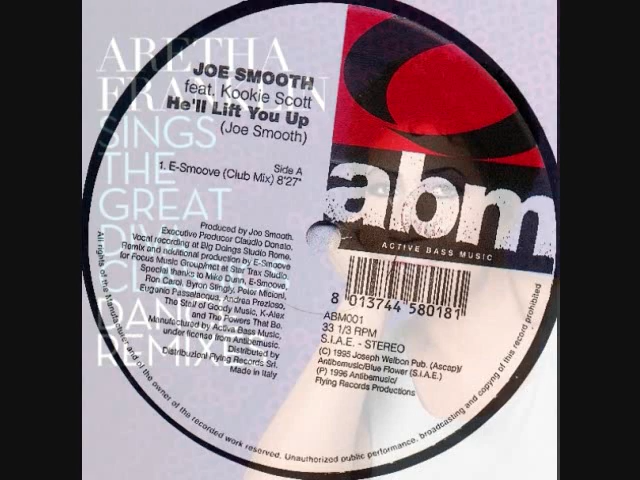 ARETHA
FRANKLIN
SINGS
THE
GREAT
DANCE
REMIXES
JOE SMOOTH
feat. Kookie Scott
He'll Lift You Up
(Joe Smooth)
Side A
1. E-Smoove (Club Mix) 8'27"
Produced by Joe Smooth.
Executive Producer Claudio Donato.
Vocal recording at Big Doings Studio Rome.
Remix and additional production by E-Smoove
for Focus Music Group/mct at Star Trax Studio.
Special thanks to Mike Dunn, E-Smoove,
Ron Carol, Byron Stingly, Peter Micioni,
Eugenio Passalacqua, Andrea Prezioso,
The Staff of Goody Music, K-Alex
and The Powers That Be.
Manufactured by Active Bass Music,
under license from Antibemusic.
Distributed by
Distribuzioni Flying Records Srl.
Made in Italy
abm
ACTIVE BASS MUSIC
8 013744 580181
ABM001
33 1/3 RPM
S.I.A.E. - STEREO
(C) 1995 Joseph Welbon Pub. (Ascap)/
Antibemusic/Blue Flower (S.I.A.E.)
(P) 1996 Antibemusic/
Flying Records Productions
All rights of the Manufacturer and of the owner of the recorded work reserved. Unauthorized public performance, broadcasting and copying of this record prohibited